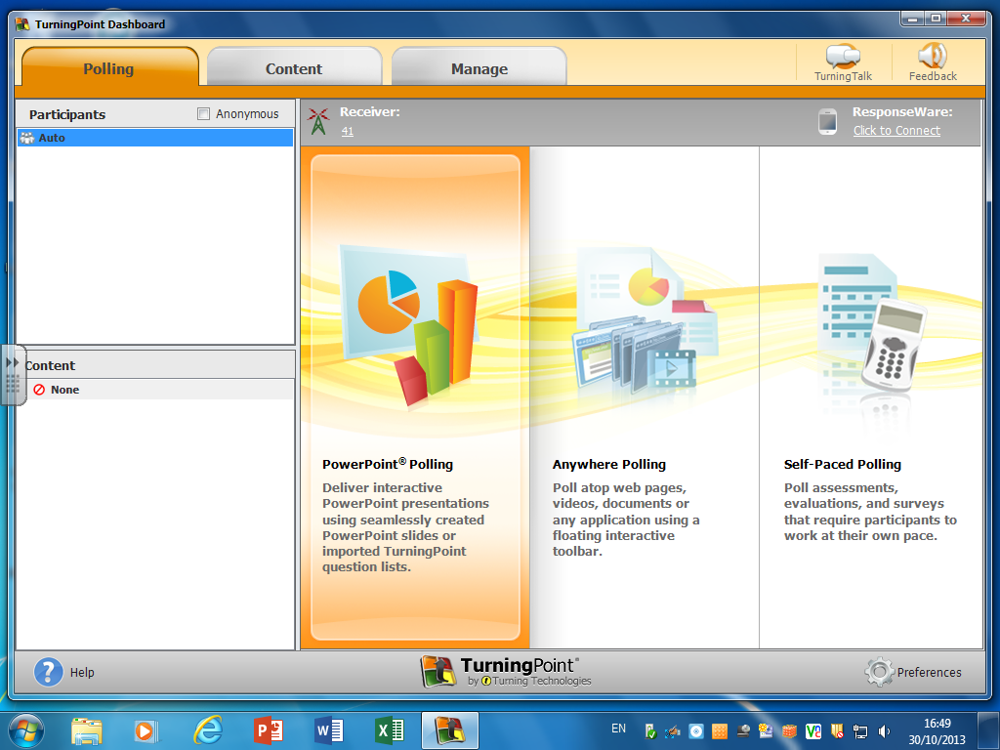 TurningPoint Dashboard
Polling
Content
Manage
TurningTalk
Feedback
Participants
Anonymous
Auto
Receiver:
41
ResponseWare:
Click to Connect
Content
None
PowerPoint® Polling
Deliver interactive
PowerPoint presentations
using seamlessly created
PowerPoint slides or
imported TurningPoint
question lists.
Anywhere Polling
Poll atop web pages,
videos, documents or
any application using a
floating interactive
toolbar.
Self-Paced Polling
Poll assessments,
evaluations, and surveys
that require participants to
work at their own pace.
Help
TurningPoint®
by Turning Technologies
Preferences
EN
16:49
30/10/2013